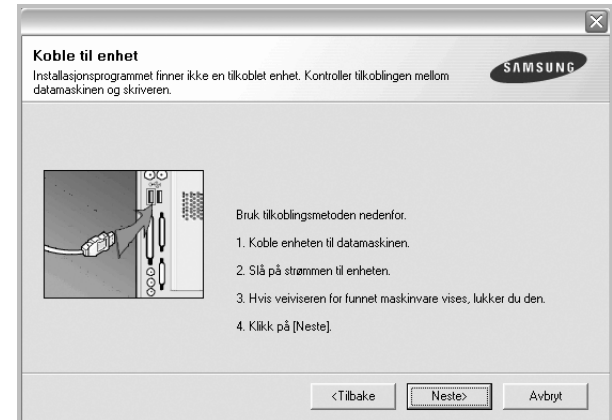 Koble til enhet
Installasjonsprogrammet finner ikke en tilkoblet enhet. Kontroller tilkoblingen mellom
datamaskinen og skriveren.
SAMSUNG
Bruk tilkoblingsmetoden nedenfor.
1. Koble enheten til datamaskinen.
2. Slå på strømmen til enheten.
3. Hvis veiviseren for funnet maskinvare vises, lukker du den.
4. Klikk på [Neste].
<Tilbake
Neste>
Avbryt